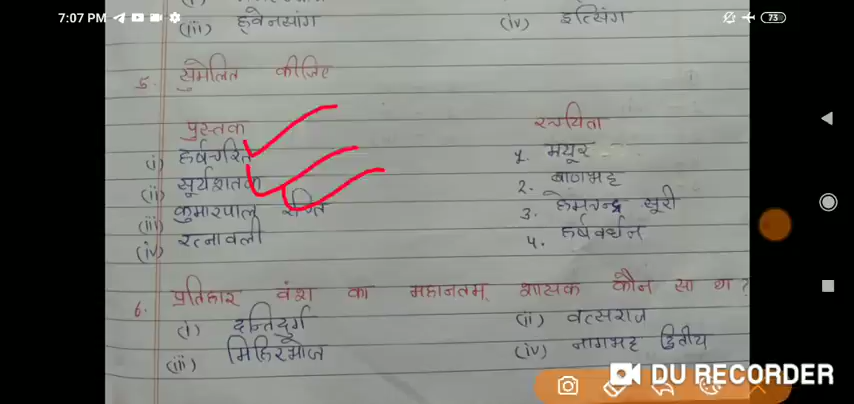 7:07 PM
73
(iii) ह्वेनसांग (iv) इत्सिंग
5. सुमेलित कीजिए
पुस्तक रचयिता
(i) हर्षचरित 1. मयूर
(ii) सूर्यशतक 2. बाणभट्ट
(iii) कुमारपाल चरित 3. हेमचन्द्र सूरी
(iv) रत्नावली 4. हर्षवर्धन
6. प्रतिहार वंश का महानतम् शासक कौन सा था ?
(i) दन्तिदुर्ग (ii) वत्सराज
(iii) मिहिरभोज (iv) नागभट्ट द्वितीय
DU RECORDER